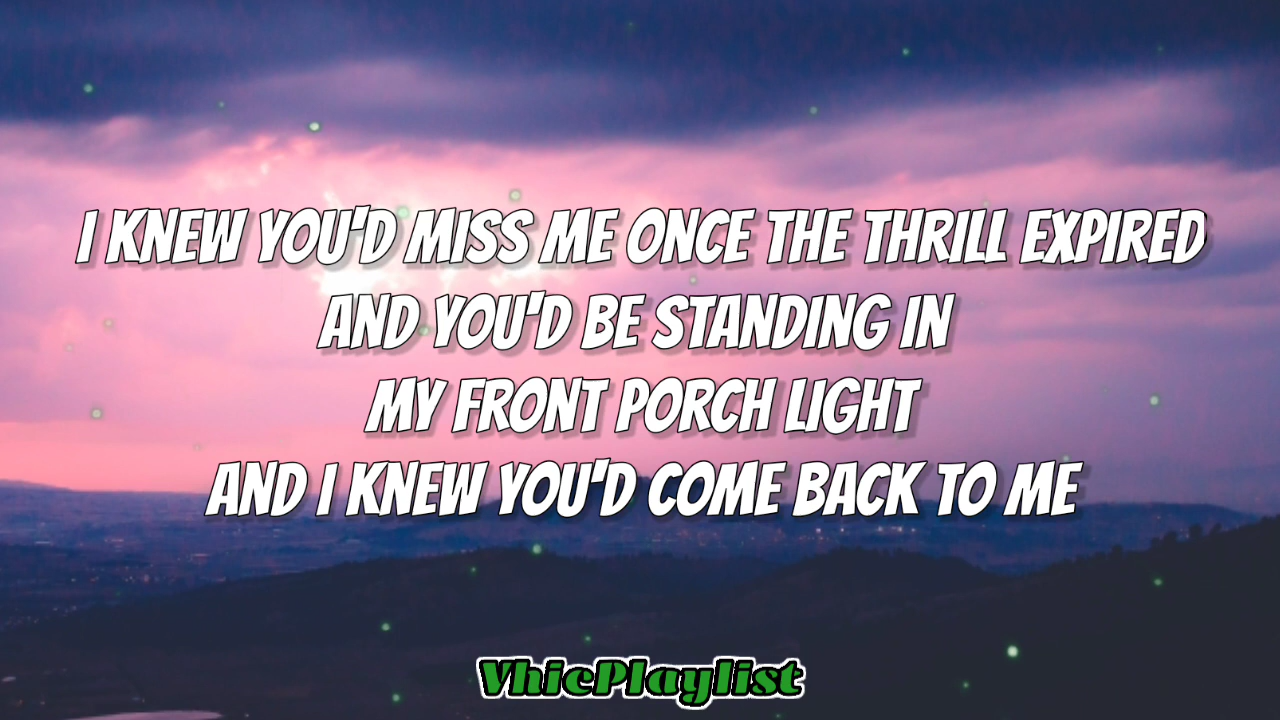 I KNEW YOU'D MISS ME ONCE THE THRILL EXPIRED
AND YOU'D BE STANDING IN
MY FRONT PORCH LIGHT
AND I KNEW YOU'D COME BACK TO ME
VhicPlaylist